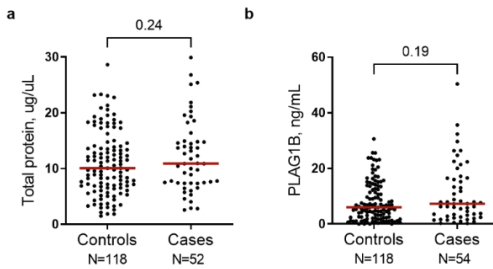 a
0.24
Total protein, ug/uL
30
20
10
0
Controls
Cases
N=118
N=52
b
0.19
PLAG1B, ng/mL
60
40
20
0
Controls
Cases
N=118
N=54